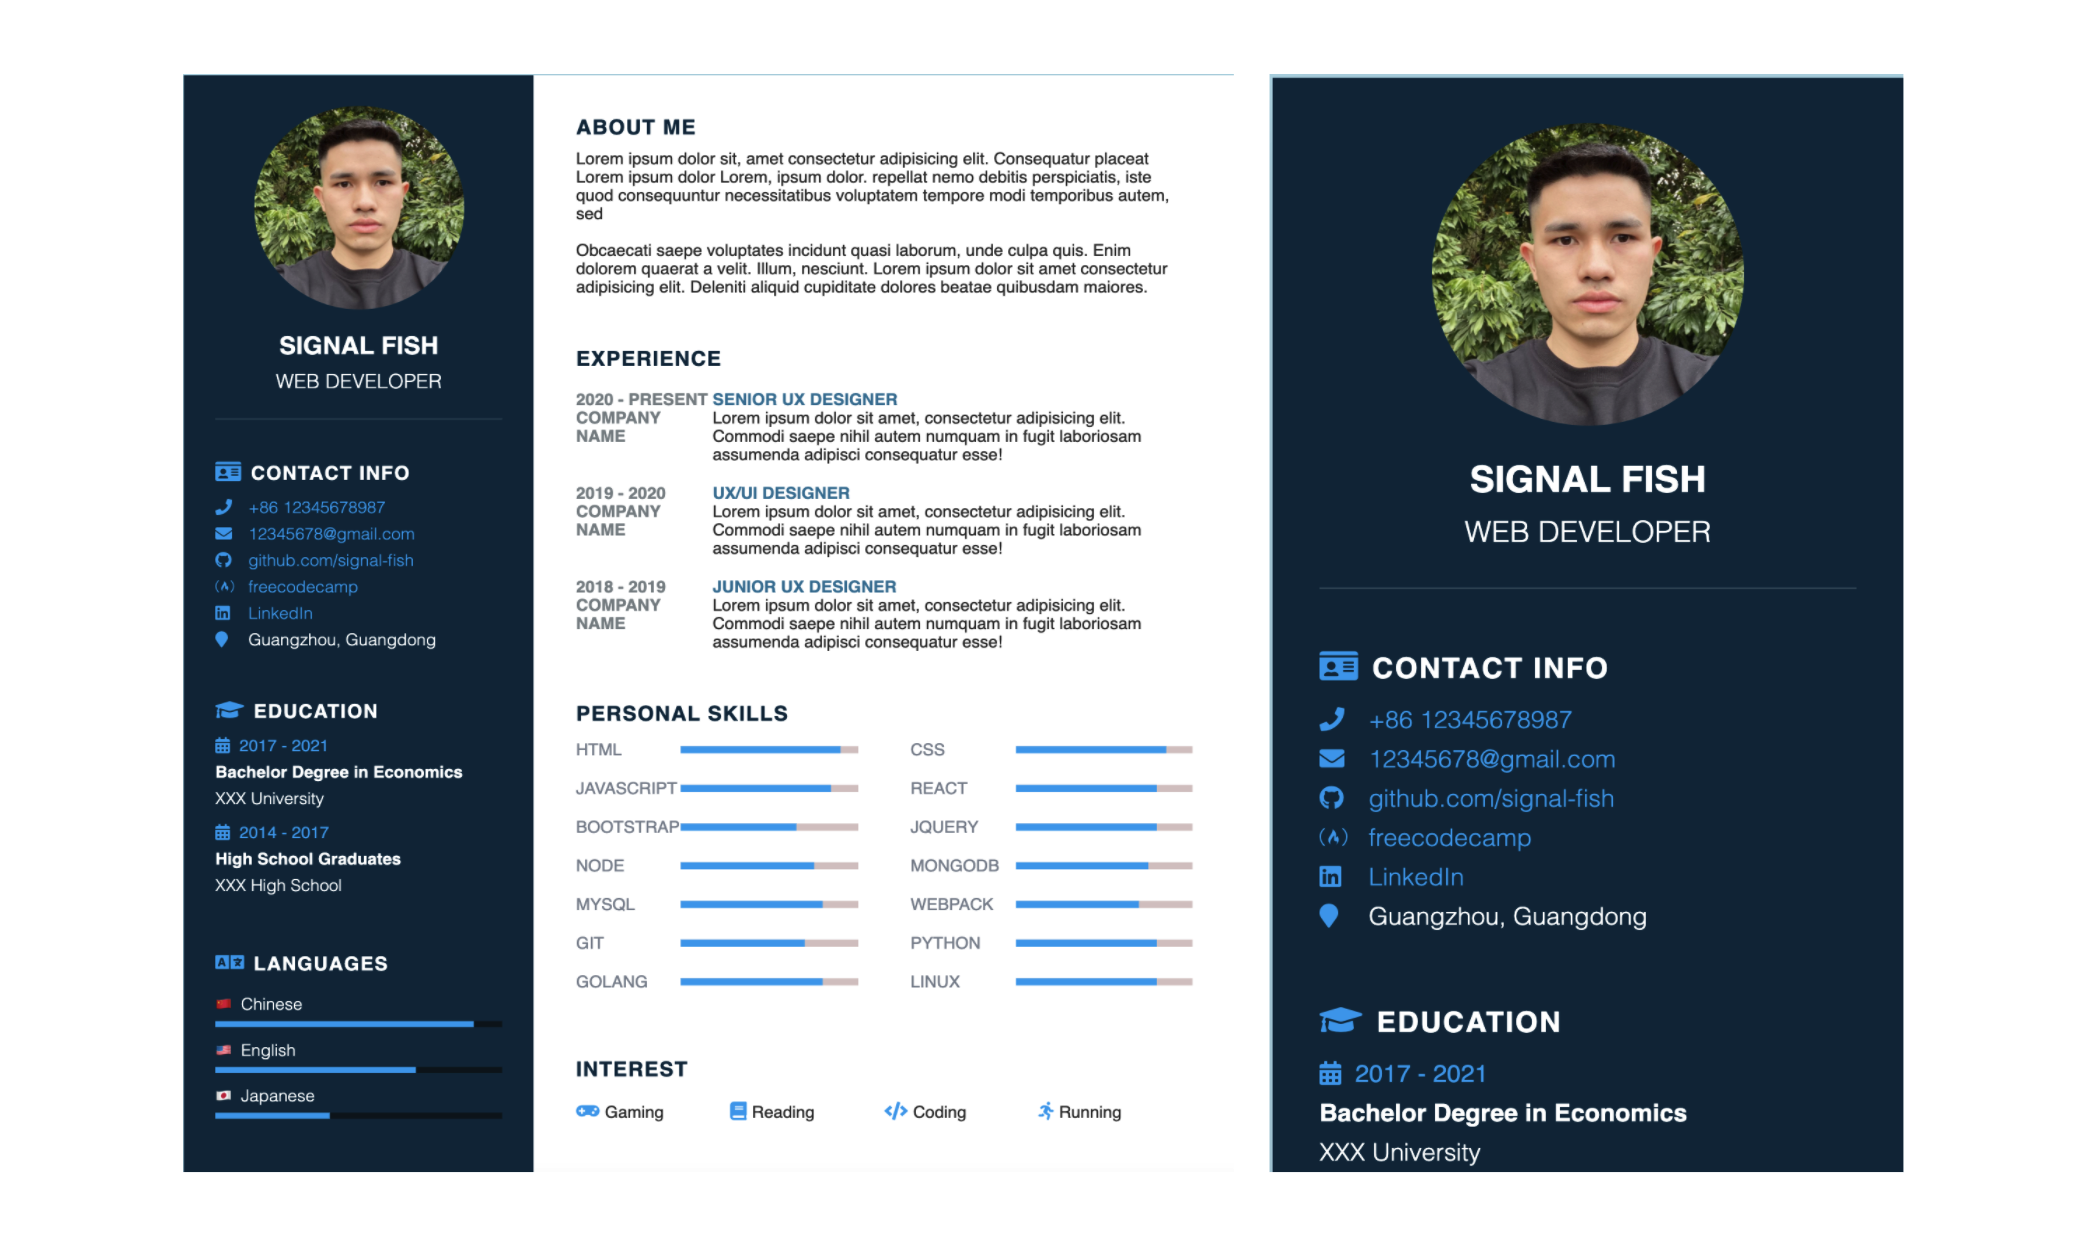 SIGNAL FISH
WEB DEVELOPER
CONTACT INFO
+86 12345678987
12345678@gmail.com
github.com/signal-fish
freecodecamp
LinkedIn
Guangzhou, Guangdong
EDUCATION
2017 - 2021
Bachelor Degree in Economics
XXX University
2014 - 2017
High School Graduates
XXX High School
LANGUAGES
Chinese
English
Japanese
ABOUT ME
Lorem ipsum dolor sit, amet consectetur adipisicing elit. Consequatur placeat
Lorem ipsum dolor Lorem, ipsum dolor. repellat nemo debitis perspiciatis, iste
quod consequuntur necessitatibus voluptatem tempore modi temporibus autem,
sed
Obcaecati saepe voluptates incidunt quasi laborum, unde culpa quis. Enim
dolorem quaerat a velit. Illum, nesciunt. Lorem ipsum dolor sit amet consectetur
adipisicing elit. Deleniti aliquid cupiditate dolores beatae quibusdam maiores.
EXPERIENCE
2020 - PRESENT SENIOR UX DESIGNER
COMPANY Lorem ipsum dolor sit amet, consectetur adipisicing elit.
NAME Commodi saepe nihil autem numquam in fugit laboriosam
assumenda adipisci consequatur esse!
2019 - 2020 UX/UI DESIGNER
COMPANY Lorem ipsum dolor sit amet, consectetur adipisicing elit.
NAME Commodi saepe nihil autem numquam in fugit laboriosam
assumenda adipisci consequatur esse!
2018 - 2019 JUNIOR UX DESIGNER
COMPANY Lorem ipsum dolor sit amet, consectetur adipisicing elit.
NAME Commodi saepe nihil autem numquam in fugit laboriosam
assumenda adipisci consequatur esse!
PERSONAL SKILLS
HTML CSS
JAVASCRIPT REACT
BOOTSTRAP JQUERY
NODE MONGODB
MYSQL WEBPACK
GIT PYTHON
GOLANG LINUX
INTEREST
Gaming Reading Coding Running
SIGNAL FISH
WEB DEVELOPER
CONTACT INFO
+86 12345678987
12345678@gmail.com
github.com/signal-fish
freecodecamp
LinkedIn
Guangzhou, Guangdong
EDUCATION
2017 - 2021
Bachelor Degree in Economics
XXX University